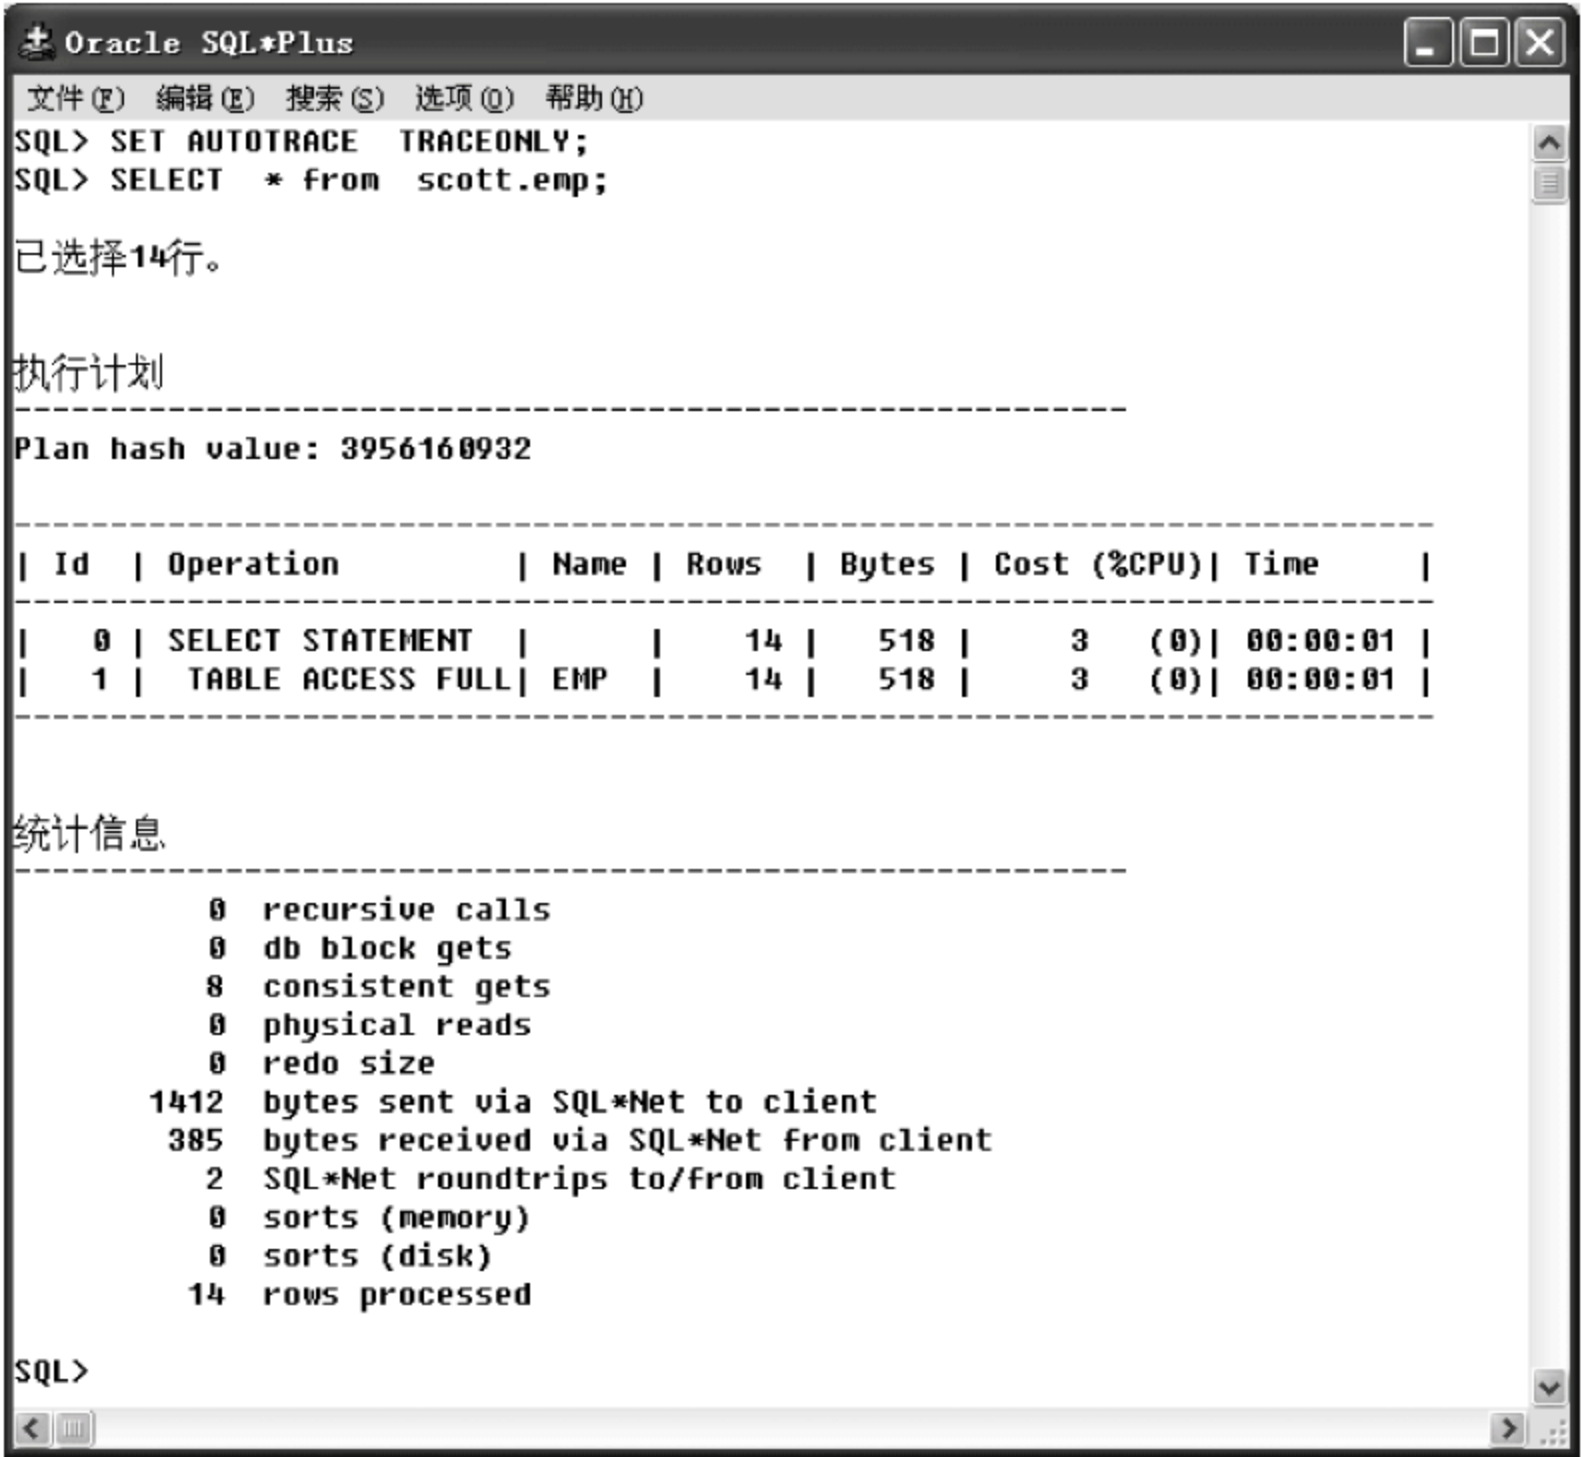 Oracle SQL*Plus
文件(F) 编辑(E) 搜索(S) 选项(O) 帮助(H)
SQL> SET AUTOTRACE  TRACEONLY;
SQL> SELECT  * from  scott.emp;
已选择14行。
执行计划
----------------------------------------------------------
Plan hash value: 3956160932
--------------------------------------------------------------------------
| Id  | Operation         | Name | Rows  | Bytes | Cost (%CPU)| Time     |
--------------------------------------------------------------------------
|   0 | SELECT STATEMENT  |      |    14 |   518 |     3   (0)| 00:00:01 |
|   1 |  TABLE ACCESS FULL| EMP  |    14 |   518 |     3   (0)| 00:00:01 |
--------------------------------------------------------------------------
统计信息
----------------------------------------------------------
          0  recursive calls
          0  db block gets
          8  consistent gets
          0  physical reads
          0  redo size
       1412  bytes sent via SQL*Net to client
        385  bytes received via SQL*Net from client
          2  SQL*Net roundtrips to/from client
          0  sorts (memory)
          0  sorts (disk)
         14  rows processed
SQL>